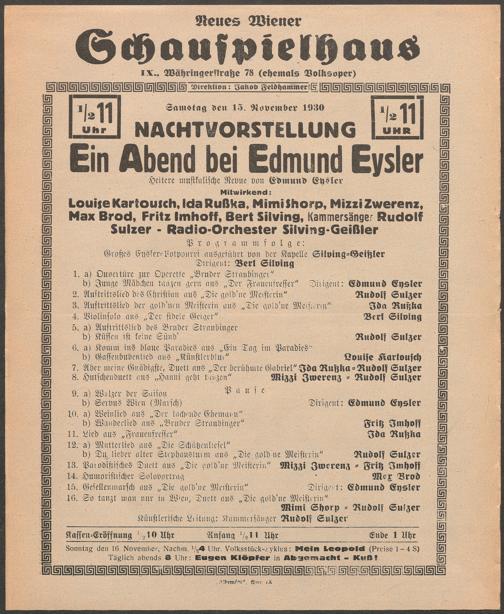 Neues Wiener
Schauspielhaus
IX., Währingerstraße 78 (ehemals Volksoper)
Direktion: Jakob Feldhammer
1/2 11
Uhr
Samstag den 15. November 1930
1/2 11
UHR
NACHTVORSTELLUNG
Ein Abend bei Edmund Eysler
Heitere musikalische Revue von Edmund Eysler
Mitwirkend:
Louise Kartousch, Ida Rußka, Mimi Shorp, Mizzi Zwerenz,
Max Brod, Fritz Imhoff, Bert Silving, Kammersänger Rudolf
Sulzer - Radio-Orchester Silving-Geißler
Programmfolge:
Großes Eysler-Potpourri ausgeführt von der Kapelle Silving-Geißler
Dirigent: Bert Silving
1. a) Ouvertüre zur Operette „Bruder Straubinger"
b) Junge Mädchen tanzen gern aus „Der Frauenfresser" Dirigent: Edmund Eysler
2. Auftrittslied des Christian aus „Die gold'ne Meisterin" Rudolf Sulzer
3. Auftrittslied der gold'nen Meisterin aus „Die gold'ne Meisterin" Ida Rußka
4. Violinsolo aus „Der fidele Geiger" Bert Silving
5. a) Auftrittslied des Bruder Straubinger
b) Küssen ist keine Sünd' Rudolf Sulzer
6. a) Komm ins blaue Paradies aus „Ein Tag im Paradies"
b) Gassenbubenlied aus „Künstlerblut" Louise Kartousch
7. Aber meine Gnädigste, Duett aus „Der berühmte Gabriel" Ida Rußka - Rudolf Sulzer
8. Hutschenduett aus „Hanni geht tanzen" Mizzi Zwerenz - Rudolf Sulzer
Pause
9. a) Walzer der Saison
b) Servus Wien (Marsch) Dirigent: Edmund Eysler
10. a) Weinlied aus „Der lachende Ehemann"
b) Wanderlied aus „Bruder Straubinger" Fritz Imhoff
11. Lied aus „Frauenfresser" Ida Rußka
12. a) Mutterlied aus „Die Schützenliesel"
b) Du lieber alter Stephansturm aus „Die gold'ne Meisterin" Rudolf Sulzer
13. Parodistisches Duett aus „Die gold'ne Meisterin" Mizzi Zwerenz - Fritz Imhoff
14. Humoristischer Solovortrag Max Brod
15. Gesellenmarsch aus „Die gold'ne Meisterin" Dirigent: Edmund Eysler
16. So tanzt man nur in Wien, Duett aus „Die gold'ne Meisterin"
Mimi Shorp - Rudolf Sulzer
Künstlerische Leitung: Kammersänger Rudolf Sulzer
Kassen-Eröffnung 1/2 10 Uhr Anfang 1/2 11 Uhr Ende 1 Uhr
Sonntag den 16 November, Nachm. 1/2 4 Uhr. Volksstück-zyklus: Mein Leopold (Preise 1 - 4 S)
Täglich abends 8 Uhr: Eugen Klöpfer in Abgemacht - Kuß!